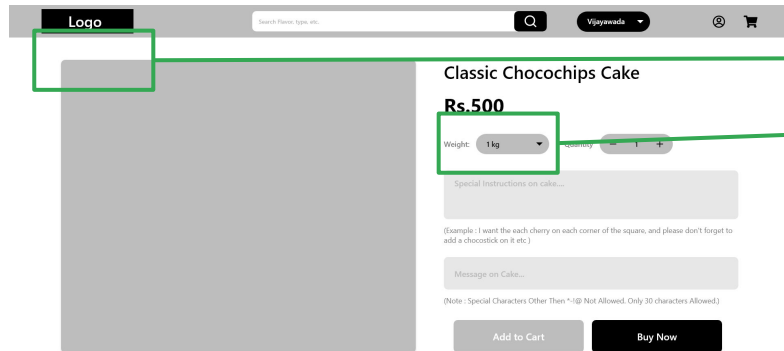 Logo
Search Flavor, type, etc.
Vijayawada
Classic Chocochips Cake
Rs.500
Weight: 1 kg Quantity − 1 +
Special Instructions on cake....
(Example : I want the each cherry on each corner of the square, and please don't forget to
add a chocostick on it etc )
Message on Cake...
(Note : Special Characters Other Then *-!@ Not Allowed. Only 30 characters Allowed.)
Add to Cart
Buy Now